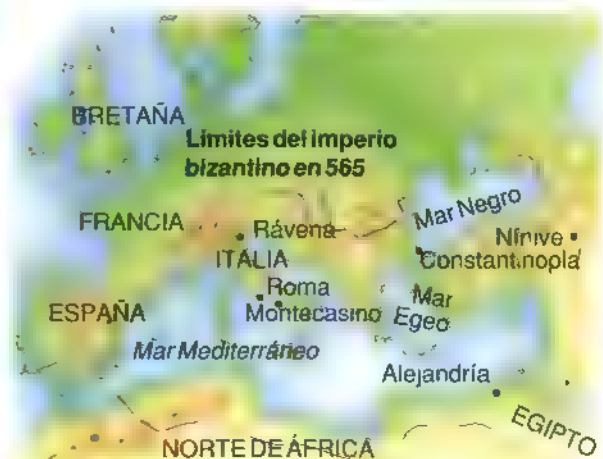 BRETAÑA
Límites del imperio
bizantino en 565
FRANCIA
Rávena
Mar Negro
Nínive
ITALIA
Constantinopla
Roma
Mar
ESPAÑA
Montecasino
Egeo
Mar Mediterráneo
Alejandría
EGIPTO
NORTE DE ÁFRICA